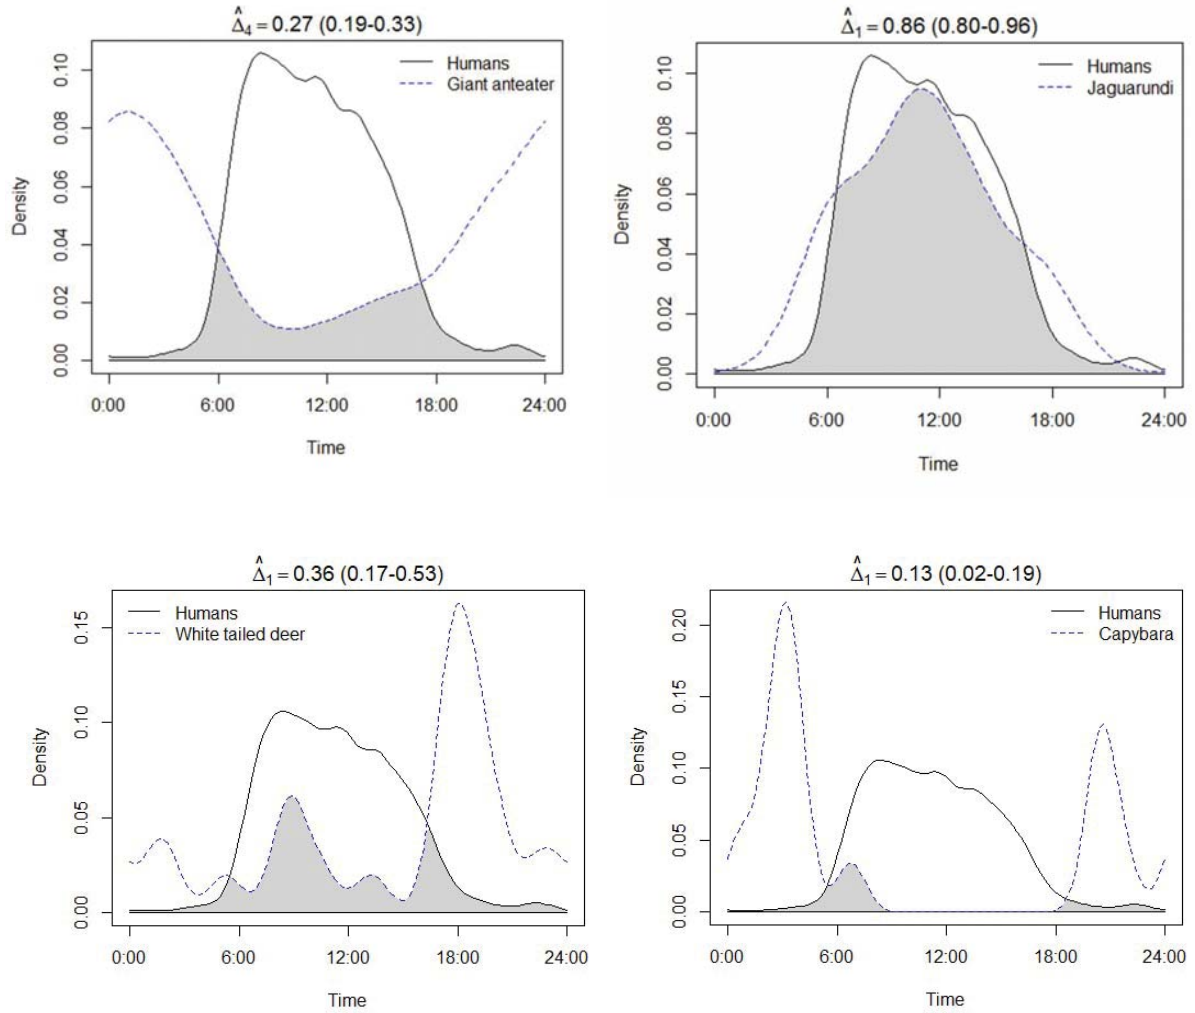 Δ̂₄ = 0.27 (0.19-0.33)
Humans
Giant anteater
Density
0.00 0.02 0.04 0.06 0.08 0.10
0:00 6:00 12:00 18:00 24:00
Time
Δ̂₁ = 0.86 (0.80-0.96)
Humans
Jaguarundi
Density
0.00 0.02 0.04 0.06 0.08 0.10
0:00 6:00 12:00 18:00 24:00
Time
Δ̂₁ = 0.36 (0.17-0.53)
Humans
White tailed deer
Density
0.00 0.05 0.10 0.15
0:00 6:00 12:00 18:00 24:00
Time
Δ̂₁ = 0.13 (0.02-0.19)
Humans
Capybara
Density
0.00 0.05 0.10 0.15 0.20
0:00 6:00 12:00 18:00 24:00
Time